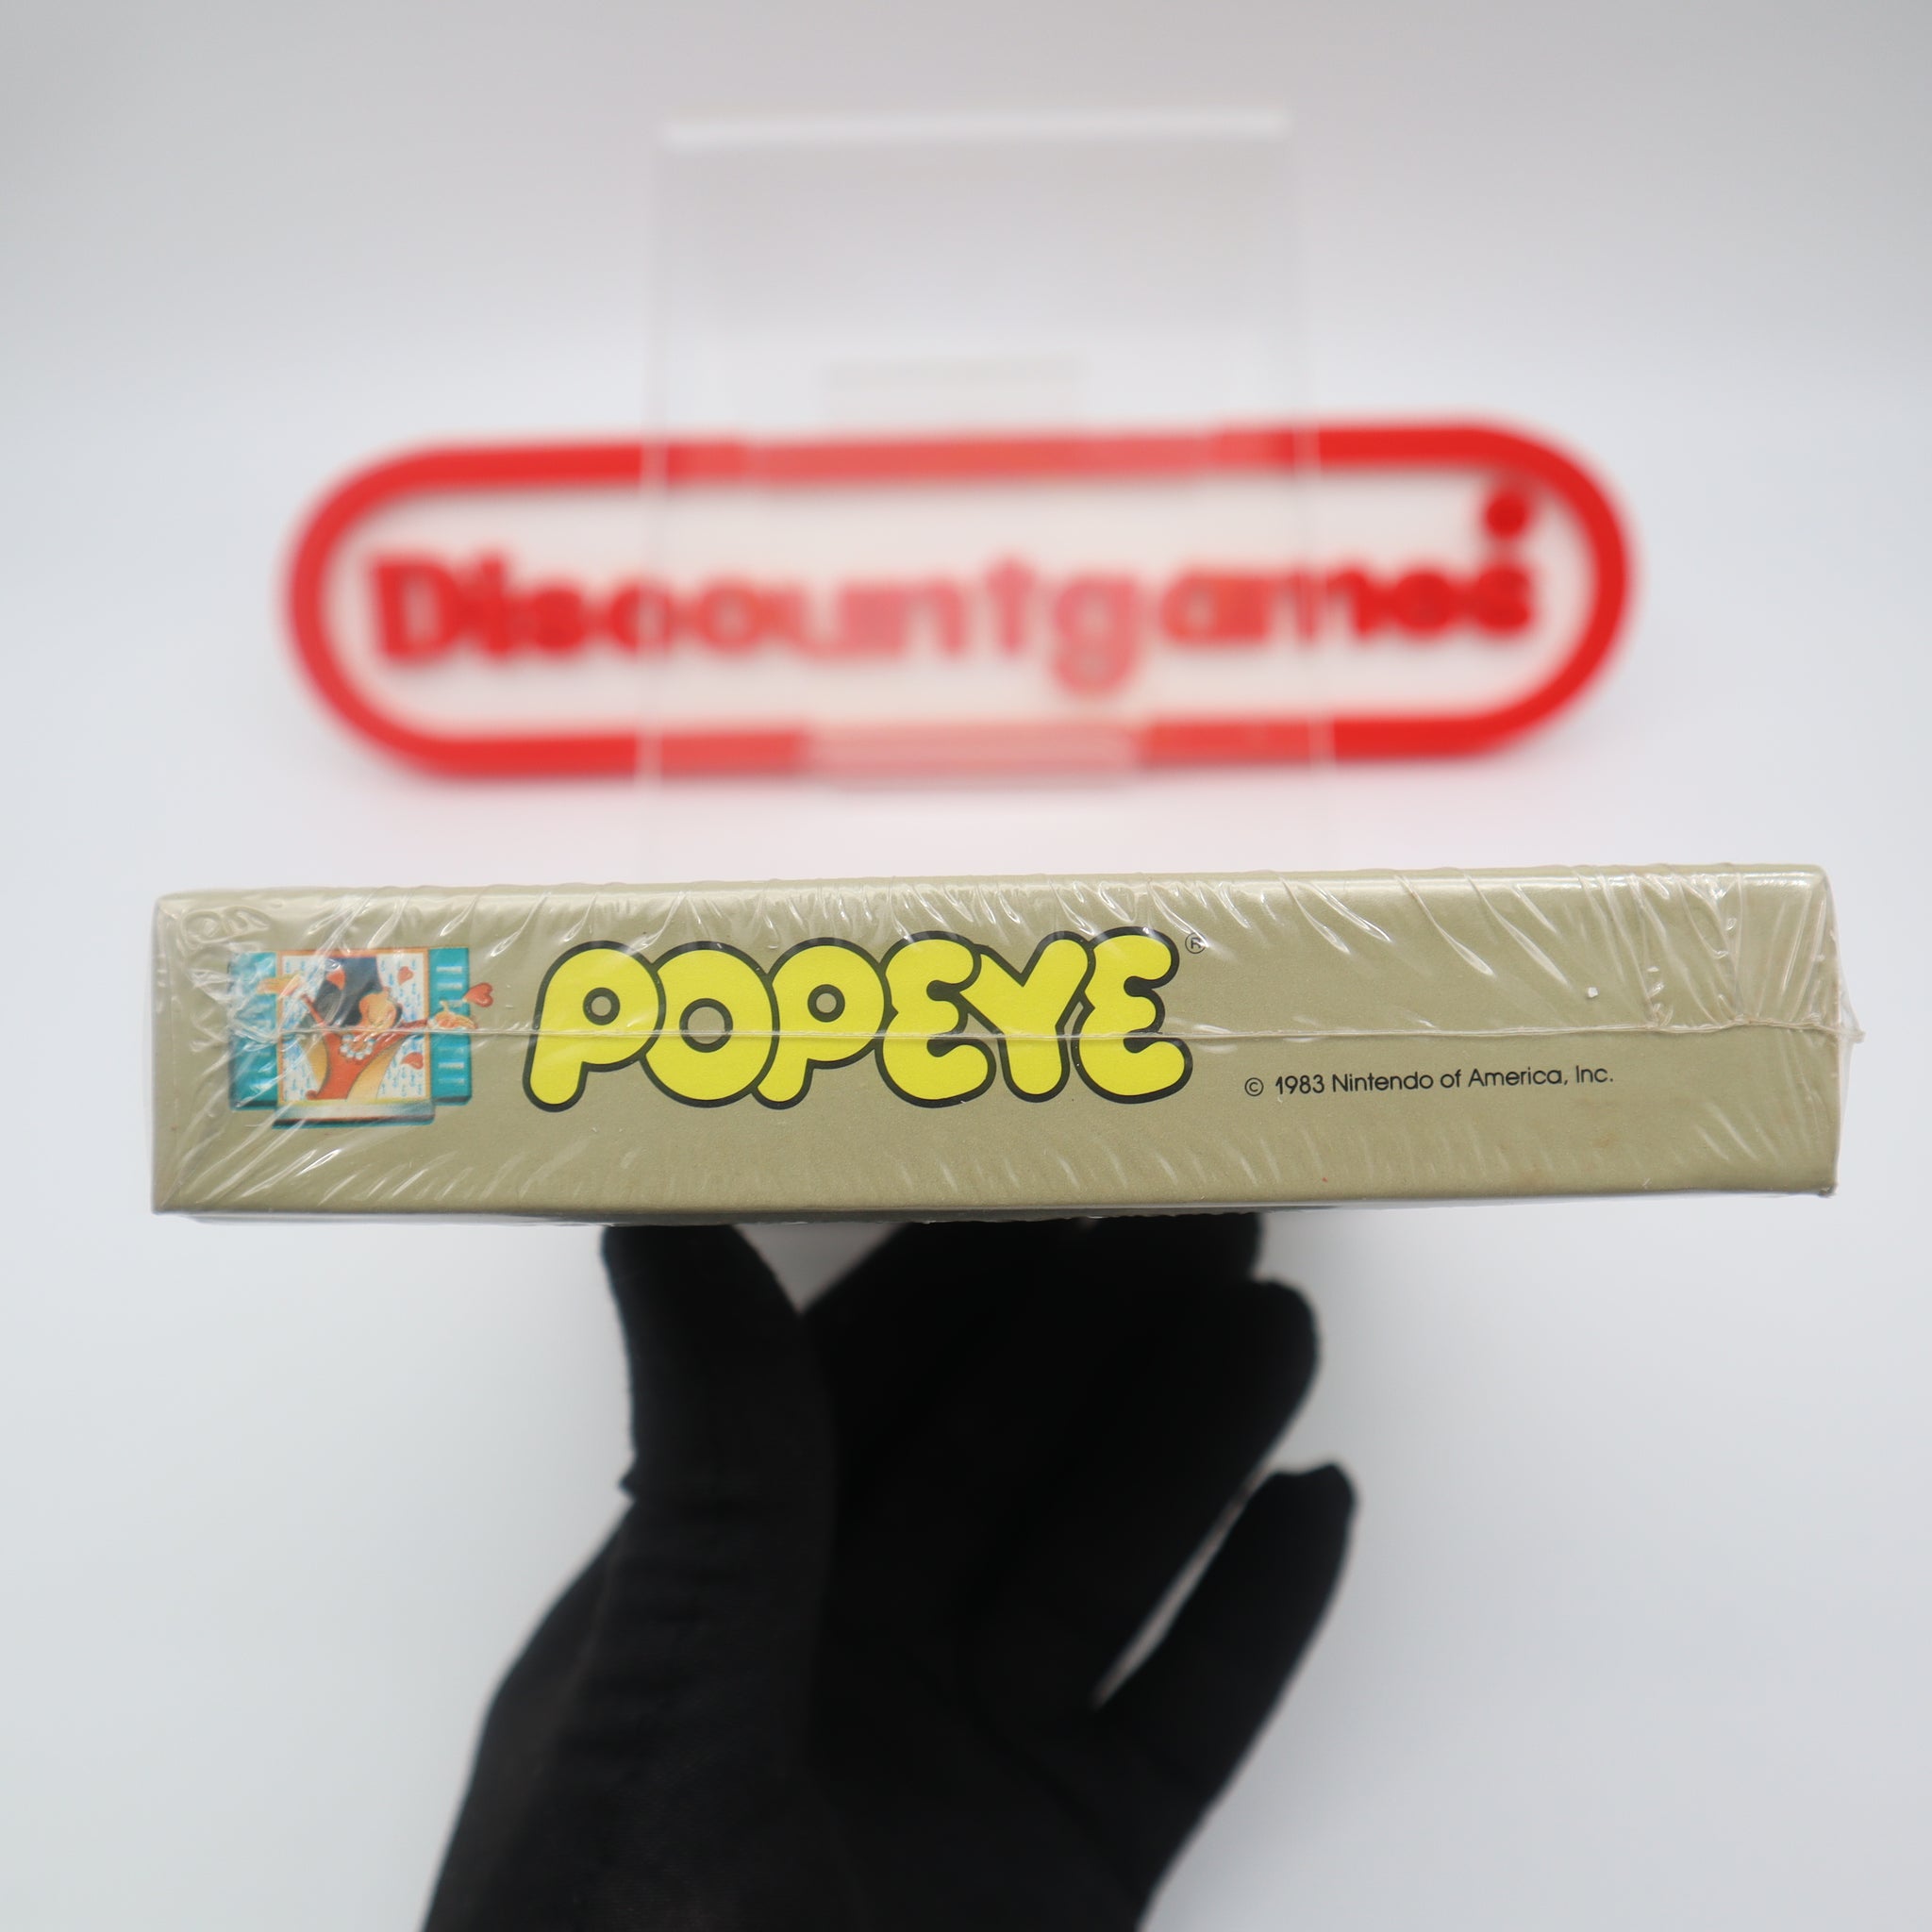 Discountgames
POPEYE®
© 1983 Nintendo of America, Inc.